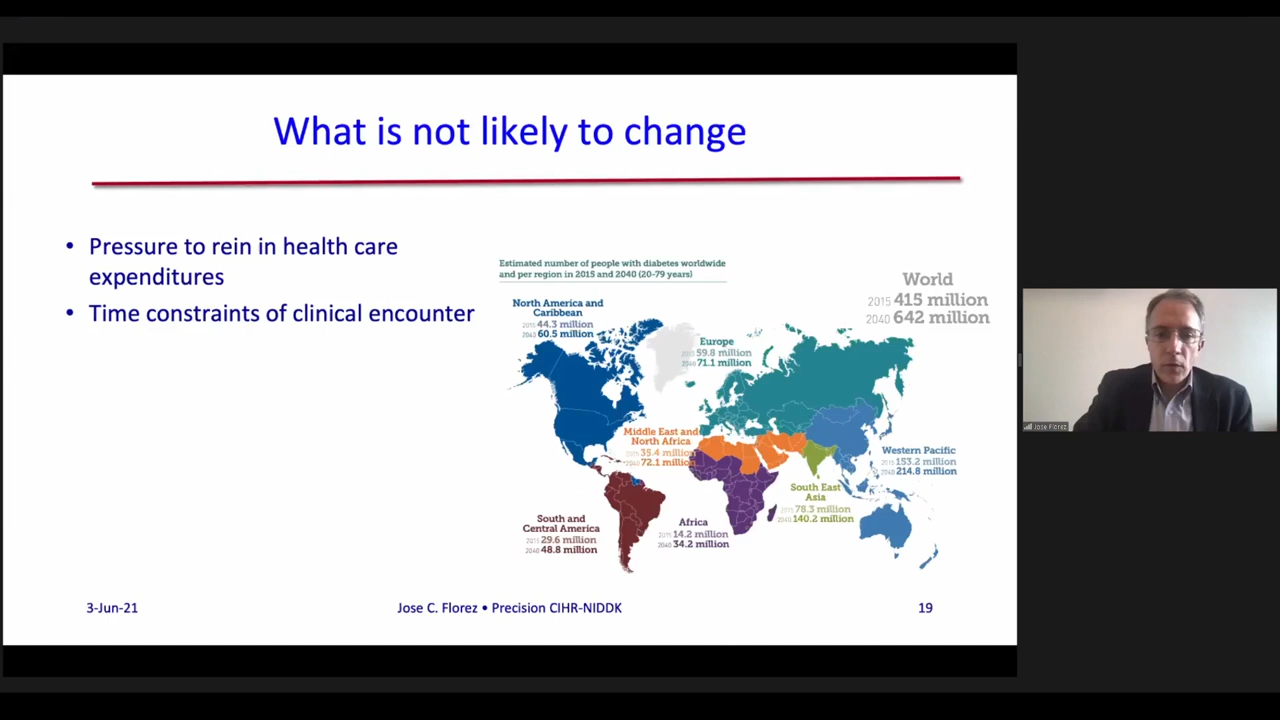 What is not likely to change
• Pressure to rein in health care
expenditures
• Time constraints of clinical encounter
Estimated number of people with diabetes worldwide
and per region in 2015 and 2040 (20-79 years)
World
2015 415 million
2040 642 million
North America and
Caribbean
2015 44.3 million
2040 60.5 million
Europe
2015 59.8 million
2040 71.1 million
Middle East and
North Africa
2015 35.4 million
2040 72.1 million
Western Pacific
2015 153.2 million
2040 214.8 million
South East
Asia
2015 78.3 million
2040 140.2 million
South and
Central America
2015 29.6 million
2040 48.8 million
Africa
2015 14.2 million
2040 34.2 million
3-Jun-21
Jose C. Florez • Precision CIHR-NIDDK
19
Jose Florez